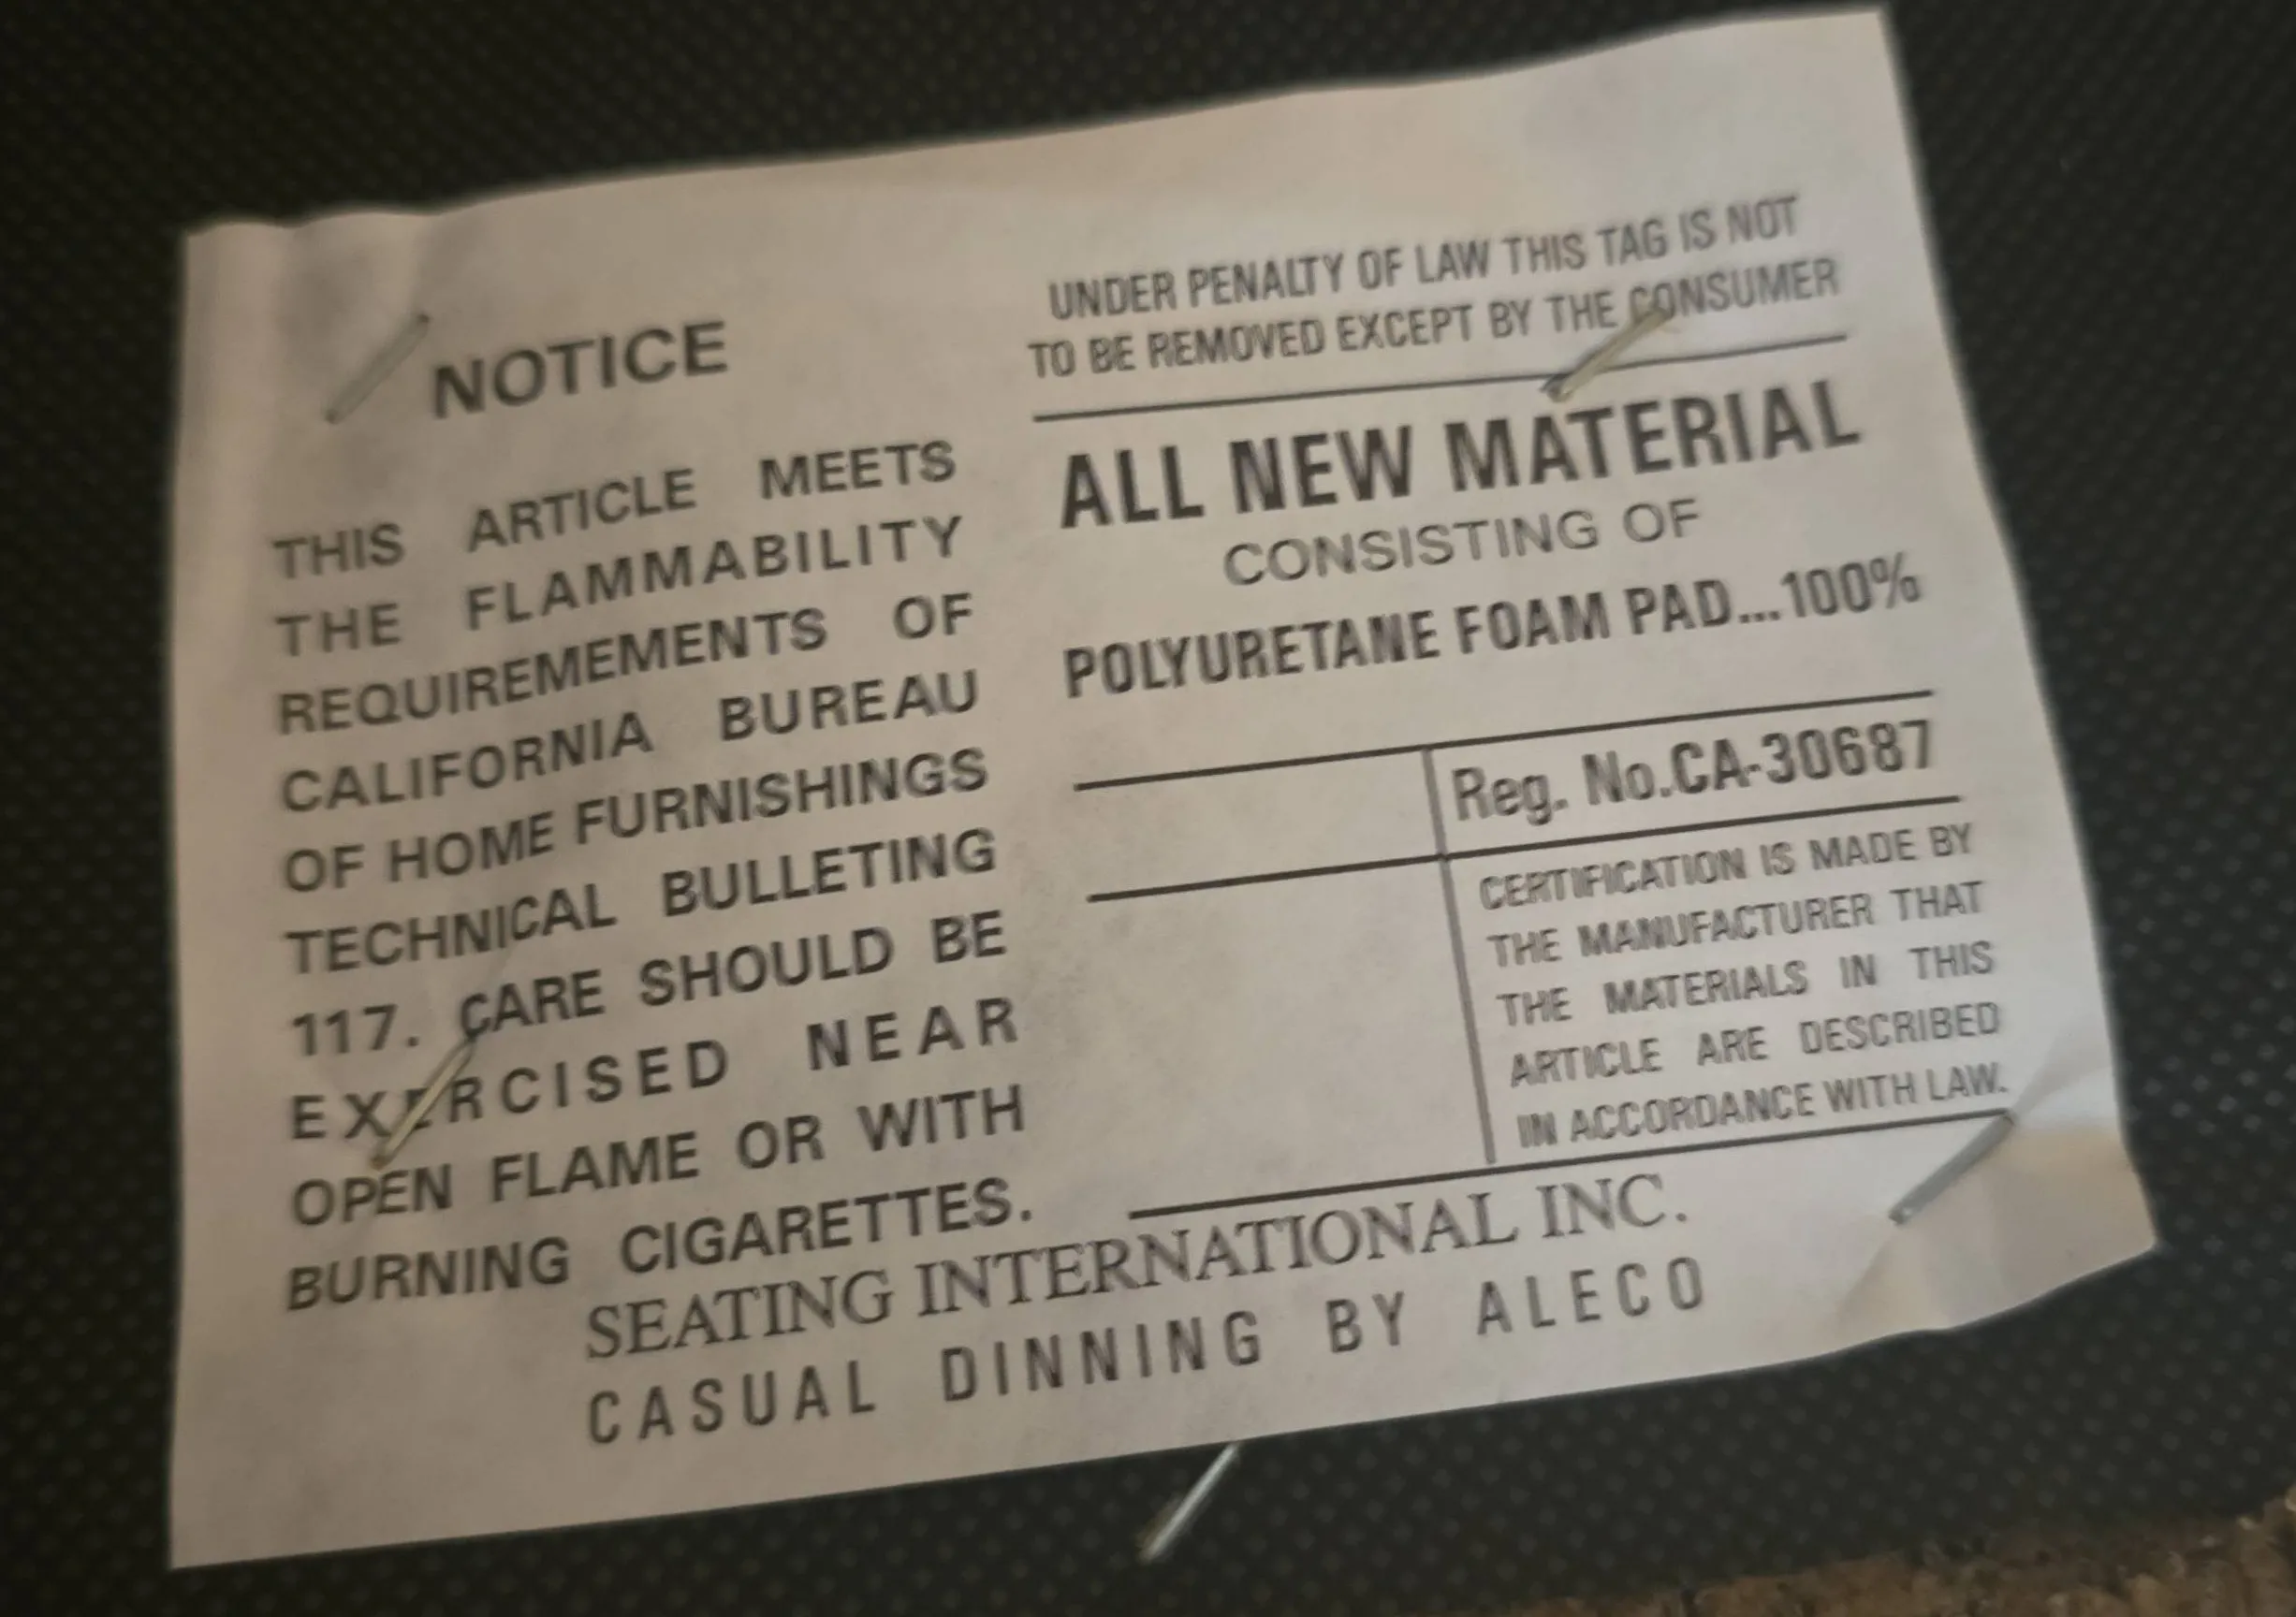 NOTICE
THIS ARTICLE MEETS
THE FLAMMABILITY
REQUIREMEMENTS OF
CALIFORNIA BUREAU
OF HOME FURNISHINGS
TECHNICAL BULLETING
117. CARE SHOULD BE
EXERCISED NEAR
OPEN FLAME OR WITH
BURNING CIGARETTES.
UNDER PENALTY OF LAW THIS TAG IS NOT
TO BE REMOVED EXCEPT BY THE CONSUMER
ALL NEW MATERIAL
CONSISTING OF
POLYURETANE FOAM PAD...100%
Reg. No.CA-30687
CERTIFICATION IS MADE BY
THE MANUFACTURER THAT
THE MATERIALS IN THIS
ARTICLE ARE DESCRIBED
IN ACCORDANCE WITH LAW.
SEATING INTERNATIONAL INC.
CASUAL DINNING BY ALECO